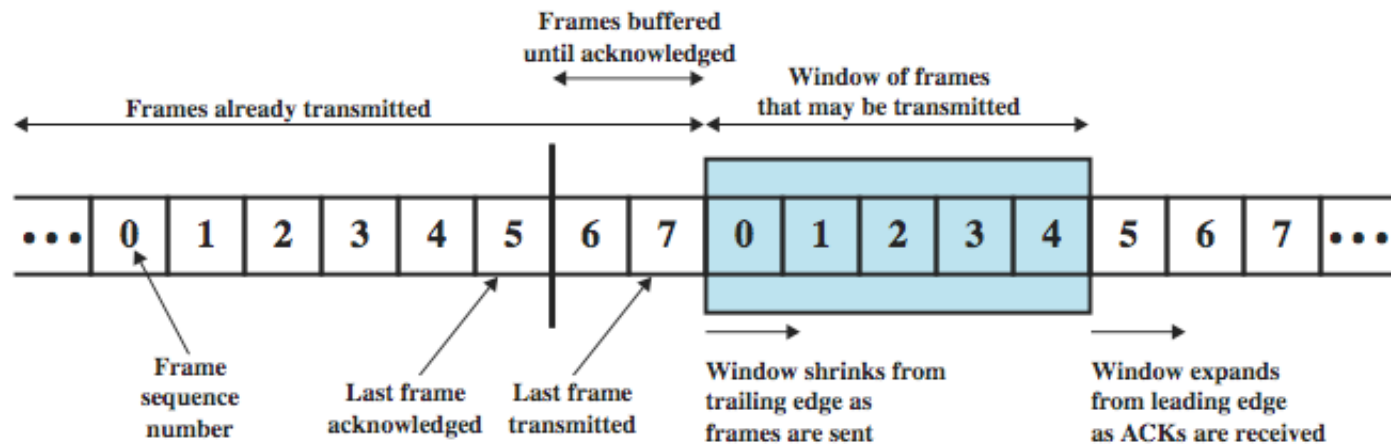 Frames buffered
until acknowledged
Window of frames
that may be transmitted
Frames already transmitted
••• 0 1 2 3 4 5 6 7 0 1 2 3 4 5 6 7 •••
Frame
sequence
number
Last frame
acknowledged
Last frame
transmitted
Window shrinks from
trailing edge as
frames are sent
Window expands
from leading edge
as ACKs are received